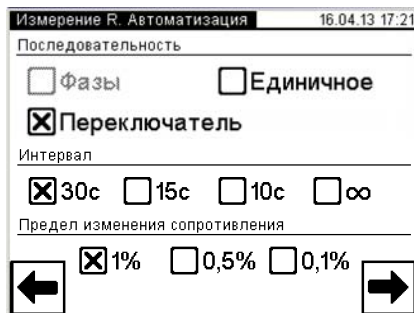 Измерение R. Автоматизация 16.04.13 17:21
Последовательность
Фазы Единичное
Переключатель
Интервал
30с 15с 10с ∞
Предел изменения сопротивления
1% 0,5% 0,1%